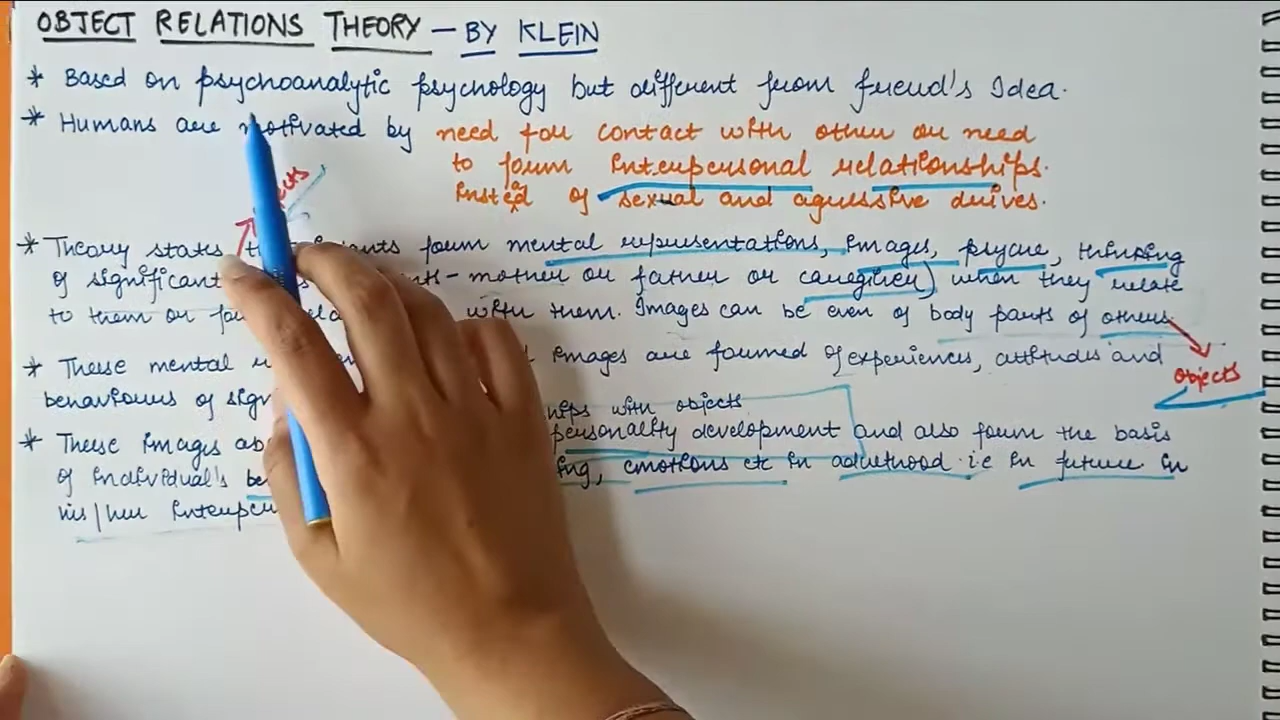 OBJECT RELATIONS THEORY - BY KLEIN
* Based on psychoanalytic psychology but different from freud's Idea.
* Humans are motivated by need for contact with other or need
to form interpersonal relationships.
Instead of sexual and agressive drives.
objects
* Theory states infants form mental representations, images, psyche, thinking
of significant - mother or father or caregiver) when they relate
to them or with them. Images can be even of body parts of others
* These mental images are formed of experiences, attitudes and
objects
behaviours of ships with objects
* These images personality development and also form the basis
of individual's emotions etc in adulthood i.e in future in
his/her